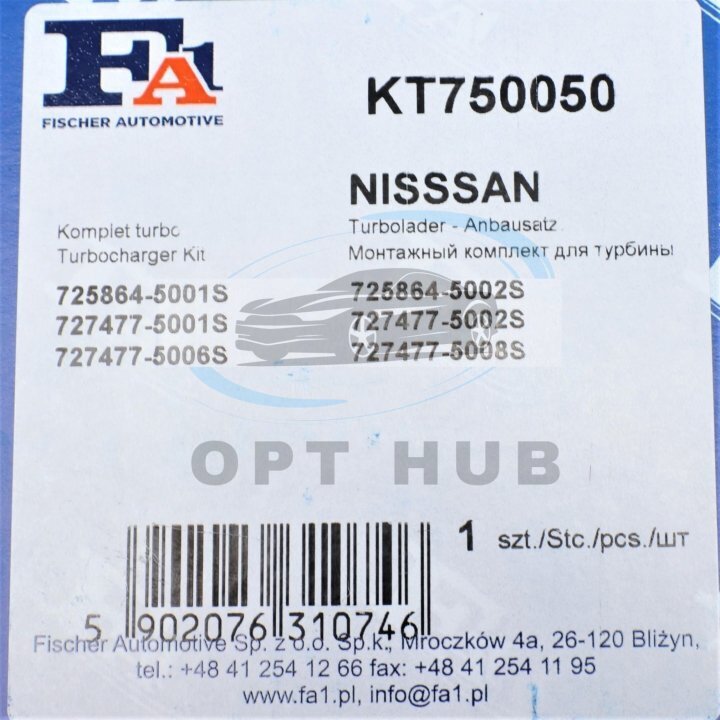 FA1
FISCHER AUTOMOTIVE
KT750050
NISSSAN
Komplet turbo
Turbocharger Kit
Turbolader - Anbausatz
Монтажный комплект для турбины
725864-5001S 725864-5002S
727477-5001S 727477-5002S
727477-5006S 727477-5008S
OPT HUB
1 szt./Stc./pcs./шт
5 902076 310746
Fischer Automotive Sp. z o.o. Sp.k., Mroczków 4a, 26-120 Bliżyn,
tel.: +48 41 254 12 66 fax: +48 41 254 11 95
www.fa1.pl, info@fa1.pl